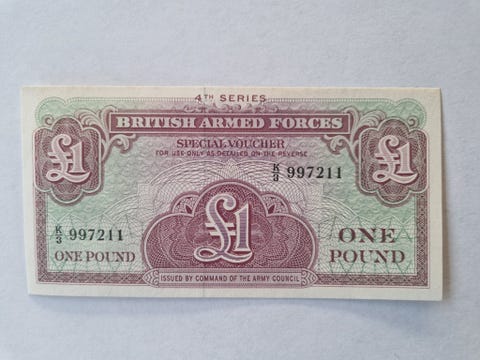 4TH SERIES
BRITISH ARMED FORCES
£1
£1
SPECIAL VOUCHER
FOR USE ONLY AS DETAILED ON THE REVERSE
K/3 997211
£1
K/3 997211
ONE POUND
ONE
POUND
ISSUED BY COMMAND OF THE ARMY COUNCIL